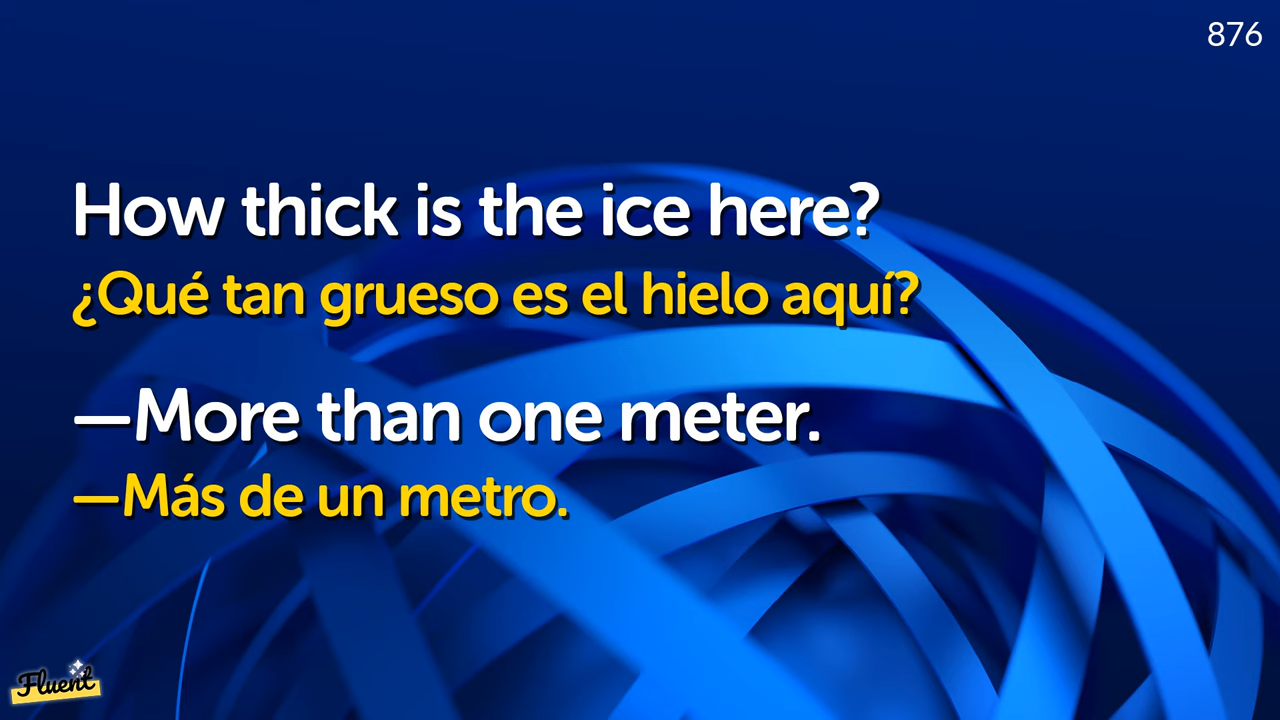 876
How thick is the ice here?
¿Qué tan grueso es el hielo aquí?
—More than one meter.
—Más de un metro.
Fluent